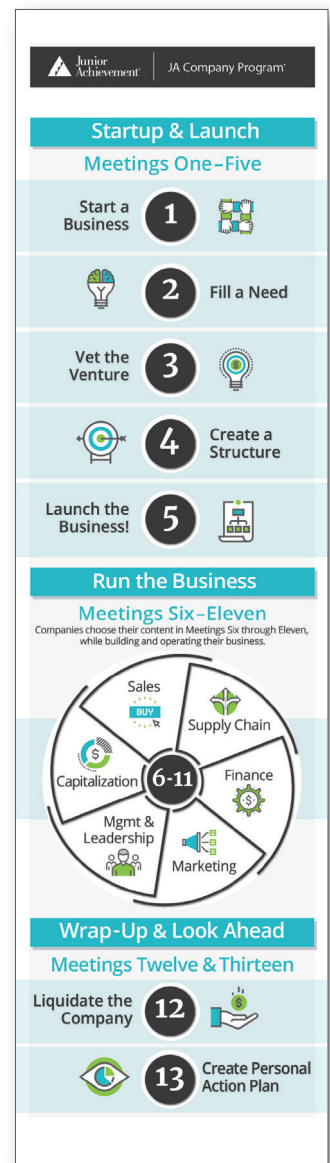 Junior
Achievement®
JA Company Program®
Startup & Launch
Meetings One–Five
Start a
Business
1
2
Fill a Need
Vet the
Venture
3
4
Create a
Structure
Launch the
Business!
5
Run the Business
Meetings Six–Eleven
Companies choose their content in Meetings Six through Eleven,
while building and operating their business.
Sales
BUY
Supply Chain
$
Capitalization
6-11
Finance
$
Mgmt &
Leadership
Marketing
Wrap-Up & Look Ahead
Meetings Twelve & Thirteen
Liquidate the
Company
12
$
13
Create Personal
Action Plan